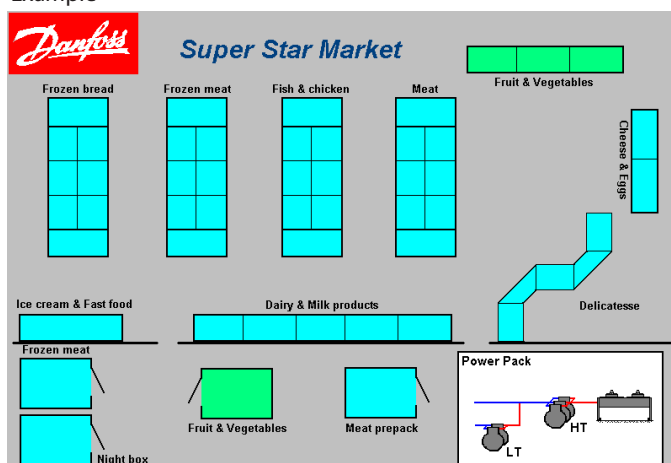 Example
Danfoss
Super Star Market
Fruit & Vegetables
Frozen bread
Frozen meat
Fish & chicken
Meat
Cheese & Eggs
Ice cream & Fast food
Dairy & Milk products
Delicatesse
Frozen meat
Power Pack
Fruit & Vegetables
Meat prepack
HT
LT
Night box